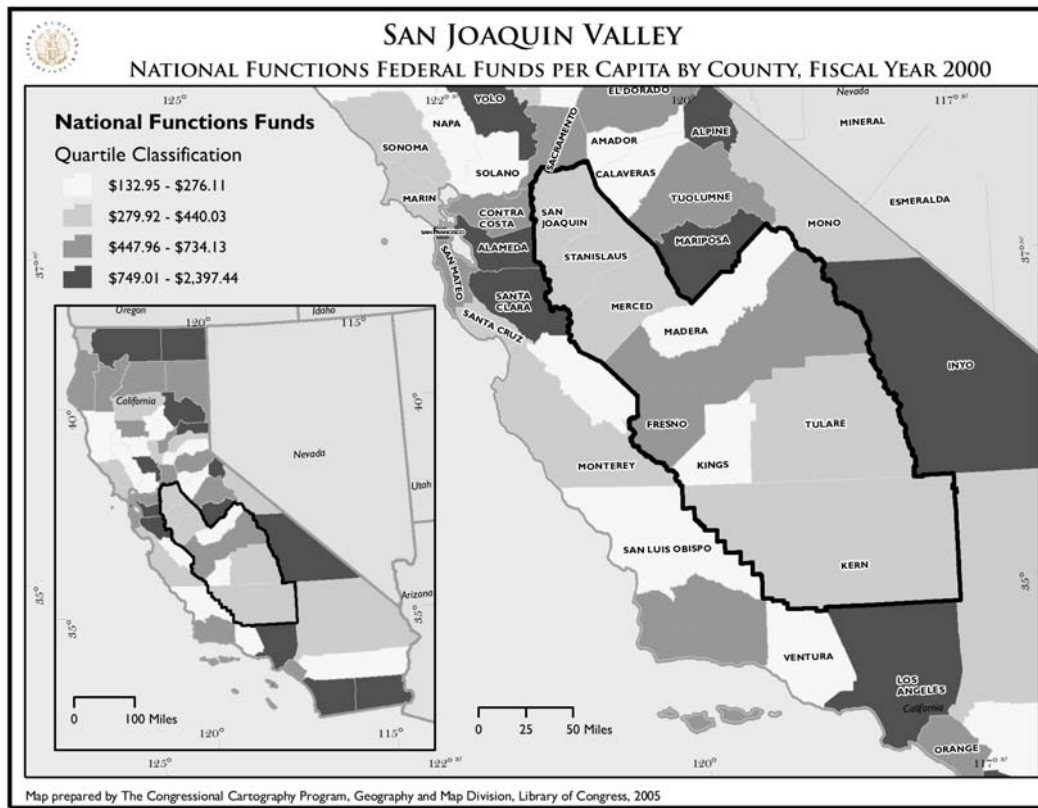 SAN JOAQUIN VALLEY
NATIONAL FUNCTIONS FEDERAL FUNDS PER CAPITA BY COUNTY, FISCAL YEAR 2000
National Functions Funds
Quartile Classification
$132.95 - $276.11
$279.92 - $440.03
$447.96 - $734.13
$749.01 - $2,397.44
125°
120°
117°
YOLO
EL DORADO
Nevada
NAPA
SACRAMENTO
AMADOR
ALPINE
MINERAL
SONOMA
SOLANO
CALAVERAS
MARIN
TUOLUMNE
ESMERALDA
CONTRA
COSTA
SAN
JOAQUIN
MONO
SAN FRANCISCO
ALAMEDA
MARIPOSA
STANISLAUS
SAN MATEO
SANTA
CLARA
MERCED
SANTA CRUZ
MADERA
INYO
FRESNO
TULARE
MONTEREY
KINGS
SAN LUIS OBISPO
KERN
VENTURA
LOS
ANGELES
California
ORANGE
35°
120°
125°
Oregon
Idaho
120°
115°
California
40°
40°
Nevada
Utah
35°
Arizona
35°
0 100 Miles
120°
115°
0 25 50 Miles
Map prepared by The Congressional Cartography Program, Geography and Map Division, Library of Congress, 2005